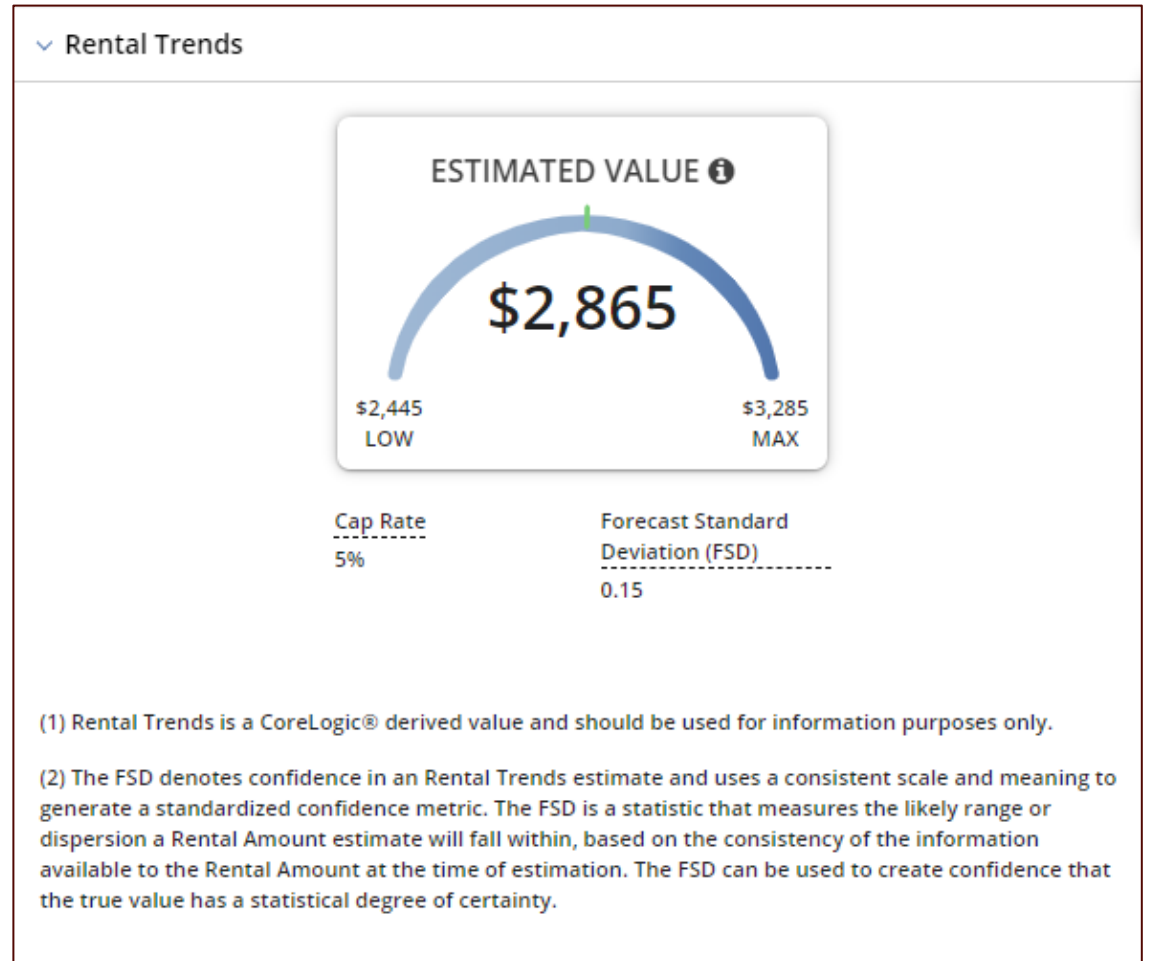 Rental Trends
ESTIMATED VALUE
$2,865
$2,445
LOW
$3,285
MAX
Cap Rate
5%
Forecast Standard
Deviation (FSD)
0.15
(1) Rental Trends is a CoreLogic® derived value and should be used for information purposes only.
(2) The FSD denotes confidence in an Rental Trends estimate and uses a consistent scale and meaning to
generate a standardized confidence metric. The FSD is a statistic that measures the likely range or
dispersion a Rental Amount estimate will fall within, based on the consistency of the information
available to the Rental Amount at the time of estimation. The FSD can be used to create confidence that
the true value has a statistical degree of certainty.